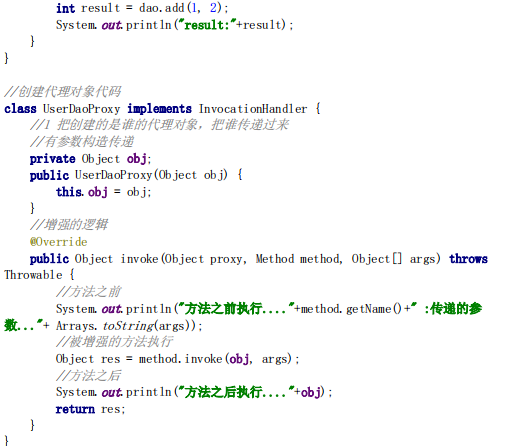 int result = dao.add(1, 2);
System.out.println("result:"+result);
}
}
//创建代理对象代码
class UserDaoProxy implements InvocationHandler {
//1 把创建的是谁的代理对象，把谁传递过来
//有参数构造传递
private Object obj;
public UserDaoProxy(Object obj) {
this.obj = obj;
}
//增强的逻辑
@Override
public Object invoke(Object proxy, Method method, Object[] args) throws
Throwable {
//方法之前
System.out.println("方法之前执行...."+method.getName()+" :传递的参
数..."+ Arrays.toString(args));
//被增强的方法执行
Object res = method.invoke(obj, args);
//方法之后
System.out.println("方法之后执行...."+obj);
return res;
}
}